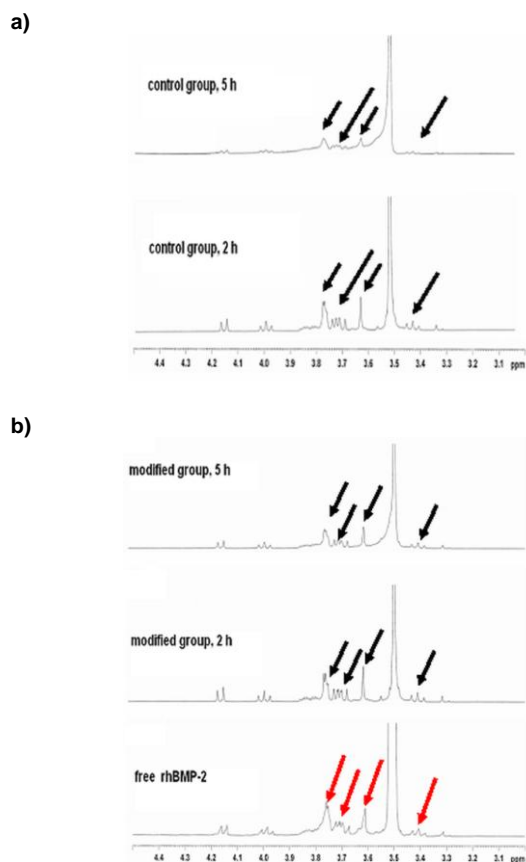 a)
control group, 5 h
control group, 2 h
4.4 4.3 4.2 4.1 4.0 3.9 3.8 3.7 3.6 3.5 3.4 3.3 3.2 3.1 ppm
b)
modified group, 5 h
modified group, 2 h
free rhBMP-2
4.4 4.3 4.2 4.1 4.0 3.9 3.8 3.7 3.6 3.5 3.4 3.3 3.2 3.1 ppm